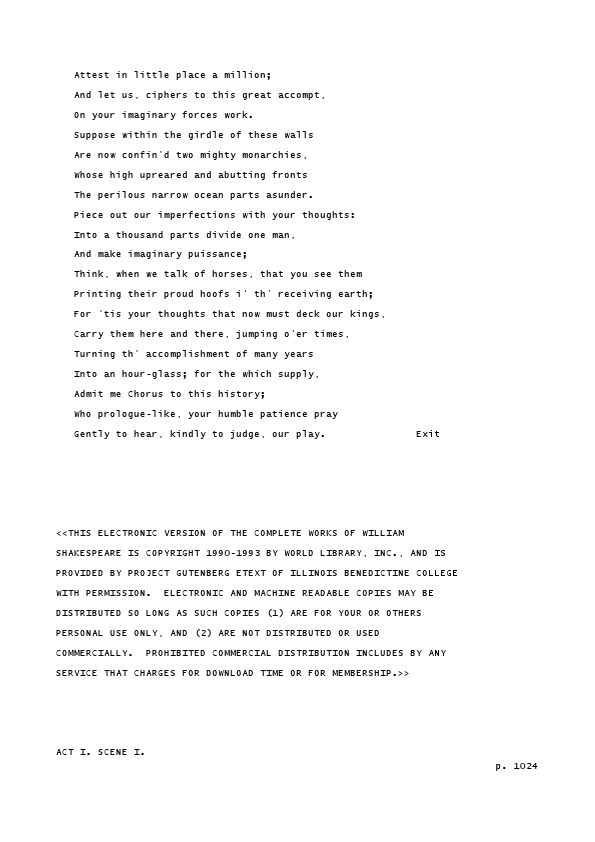 Attest in little place a million;
And let us, ciphers to this great accompt,
On your imaginary forces work.
Suppose within the girdle of these walls
Are now confin'd two mighty monarchies,
Whose high upreared and abutting fronts
The perilous narrow ocean parts asunder.
Piece out our imperfections with your thoughts:
Into a thousand parts divide one man,
And make imaginary puissance;
Think, when we talk of horses, that you see them
Printing their proud hoofs i' th' receiving earth;
For 'tis your thoughts that now must deck our kings,
Carry them here and there, jumping o'er times,
Turning th' accomplishment of many years
Into an hour-glass; for the which supply,
Admit me Chorus to this history;
Who prologue-like, your humble patience pray
Gently to hear, kindly to judge, our play. Exit
<<THIS ELECTRONIC VERSION OF THE COMPLETE WORKS OF WILLIAM
SHAKESPEARE IS COPYRIGHT 1990-1993 BY WORLD LIBRARY, INC., AND IS
PROVIDED BY PROJECT GUTENBERG ETEXT OF ILLINOIS BENEDICTINE COLLEGE
WITH PERMISSION. ELECTRONIC AND MACHINE READABLE COPIES MAY BE
DISTRIBUTED SO LONG AS SUCH COPIES (1) ARE FOR YOUR OR OTHERS
PERSONAL USE ONLY, AND (2) ARE NOT DISTRIBUTED OR USED
COMMERCIALLY. PROHIBITED COMMERCIAL DISTRIBUTION INCLUDES BY ANY
SERVICE THAT CHARGES FOR DOWNLOAD TIME OR FOR MEMBERSHIP.>>
ACT I. SCENE I.
p. 1024